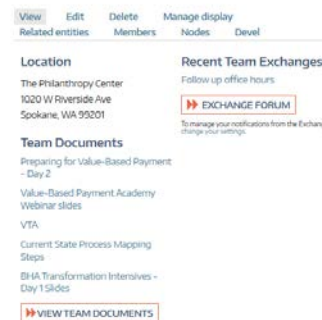 View Edit Delete Manage display
Related entities Members Nodes Devel
Location
The Philanthropy Center
1020 W Riverside Ave
Spokane, WA 99201
Team Documents
Preparing for Value-Based Payment
- Day 2
Value-Based Payment Academy
Webinar slides
VTA
Current State Process Mapping
Steps
BHA Transformation Intensives -
Day 1 Slides
VIEW TEAM DOCUMENTS
Recent Team Exchanges
Follow up office hours
EXCHANGE FORUM
To manage your notifications from the Exchan
change your settings.